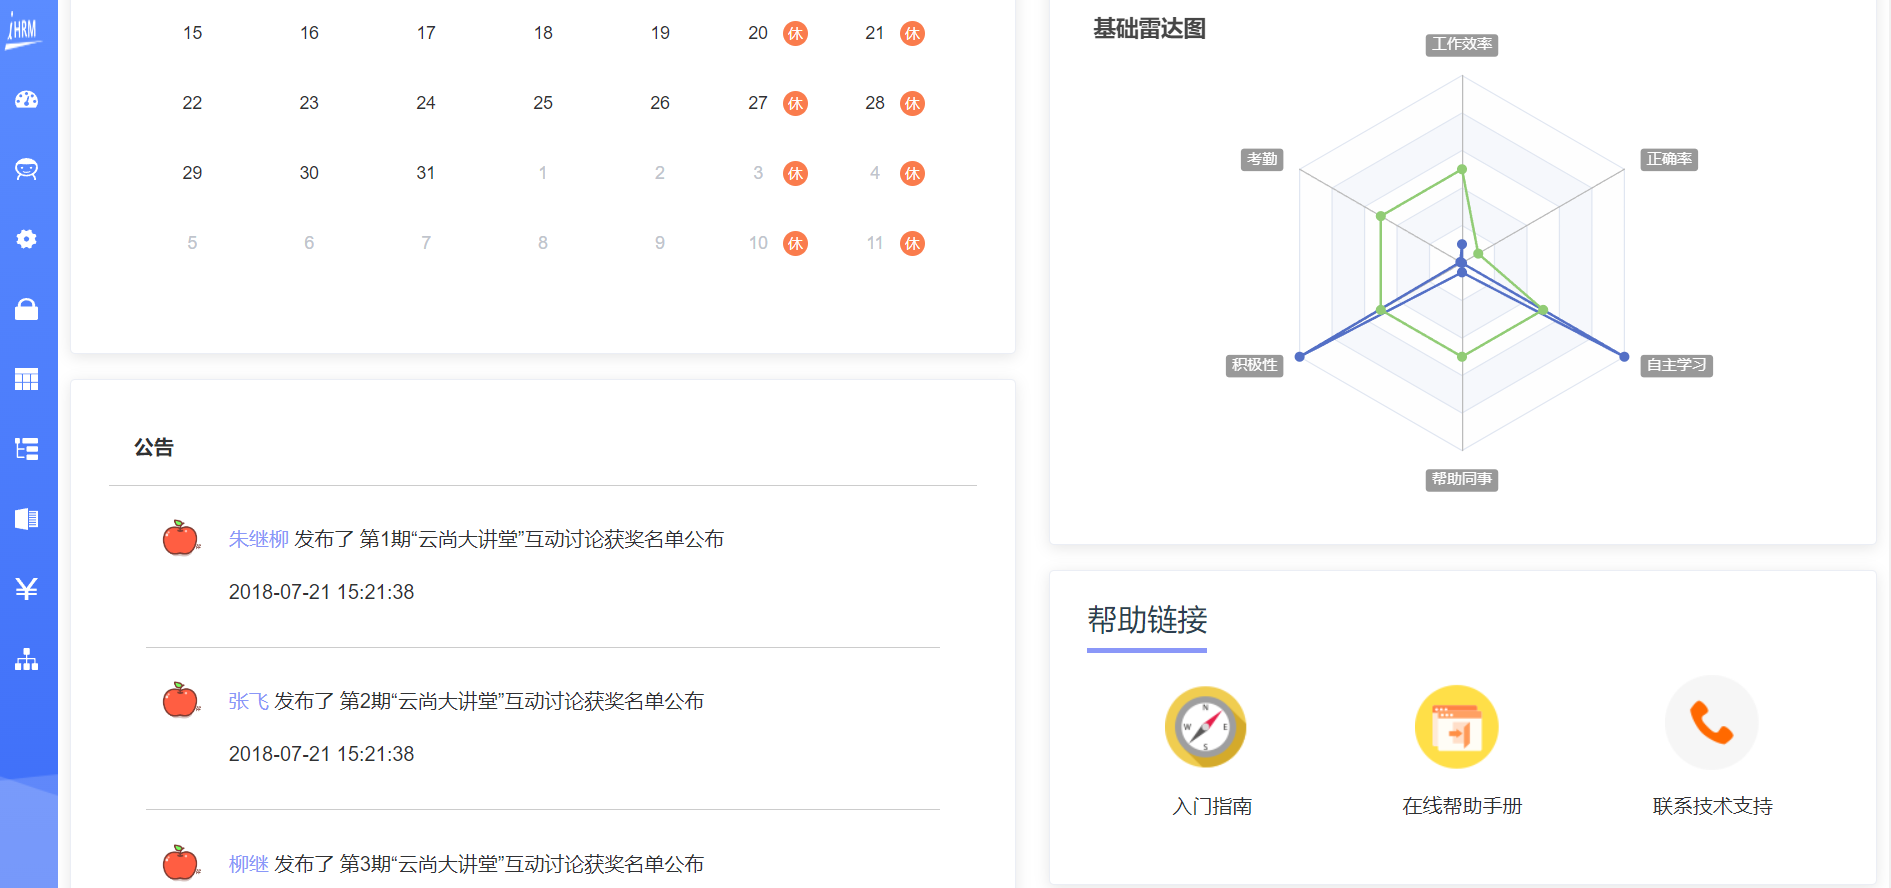 iHRM
15 16 17 18 19 20 休 21 休
22 23 24 25 26 27 休 28 休
29 30 31 1 2 3 休 4 休
5 6 7 8 9 10 休 11 休
公告
朱继柳 发布了 第1期“云尚大讲堂”互动讨论获奖名单公布
2018-07-21 15:21:38
张飞 发布了 第2期“云尚大讲堂”互动讨论获奖名单公布
2018-07-21 15:21:38
柳继 发布了 第3期“云尚大讲堂”互动讨论获奖名单公布
基础雷达图
工作效率
考勤
正确率
积极性
自主学习
帮助同事
帮助链接
N
W E
S
入门指南 在线帮助手册 联系技术支持